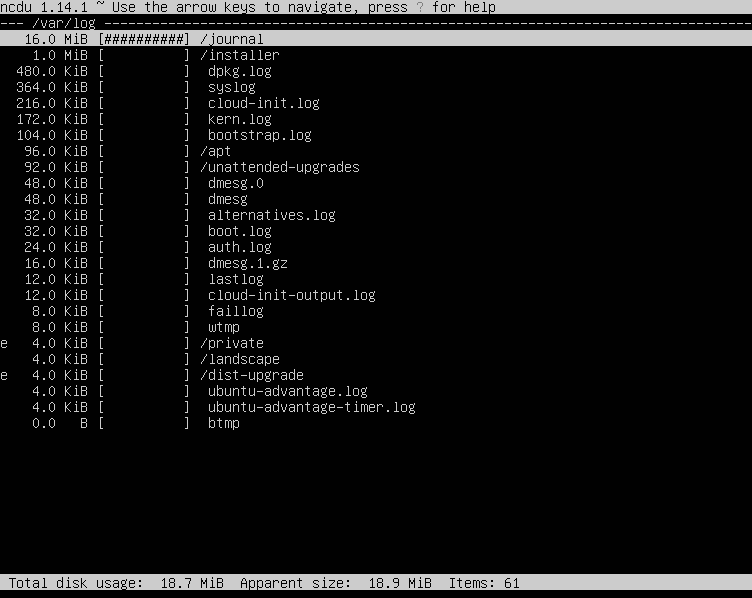 ncdu 1.14.1 ~ Use the arrow keys to navigate, press ? for help
--- /var/log ---------------------------------------------------------------------------------
   16.0 MiB [##########] /journal
    1.0 MiB [          ] /installer
  480.0 KiB [          ]  dpkg.log
  364.0 KiB [          ]  syslog
  216.0 KiB [          ]  cloud-init.log
  172.0 KiB [          ]  kern.log
  104.0 KiB [          ]  bootstrap.log
   96.0 KiB [          ] /apt
   92.0 KiB [          ] /unattended-upgrades
   48.0 KiB [          ]  dmesg.0
   48.0 KiB [          ]  dmesg
   32.0 KiB [          ]  alternatives.log
   32.0 KiB [          ]  boot.log
   24.0 KiB [          ]  auth.log
   16.0 KiB [          ]  dmesg.1.gz
   12.0 KiB [          ]  lastlog
   12.0 KiB [          ]  cloud-init-output.log
    8.0 KiB [          ]  faillog
    8.0 KiB [          ]  wtmp
e   4.0 KiB [          ] /private
    4.0 KiB [          ] /landscape
e   4.0 KiB [          ] /dist-upgrade
    4.0 KiB [          ]  ubuntu-advantage.log
    4.0 KiB [          ]  ubuntu-advantage-timer.log
    0.0   B [          ]  btmp
 Total disk usage:  18.7 MiB  Apparent size:  18.9 MiB  Items: 61